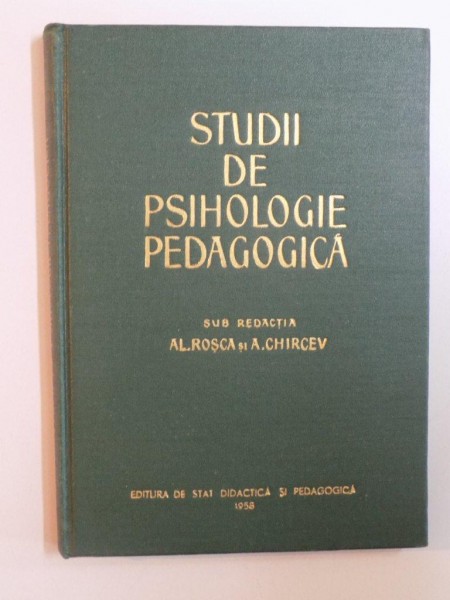 STUDII
DE
PSIHOLOGIE
PEDAGOGICĂ
SUB REDACȚIA
AL.ROȘCA ȘI A.CHIRCEV
EDITURA DE STAT DIDACTICĂ ȘI PEDAGOGICĂ
1958